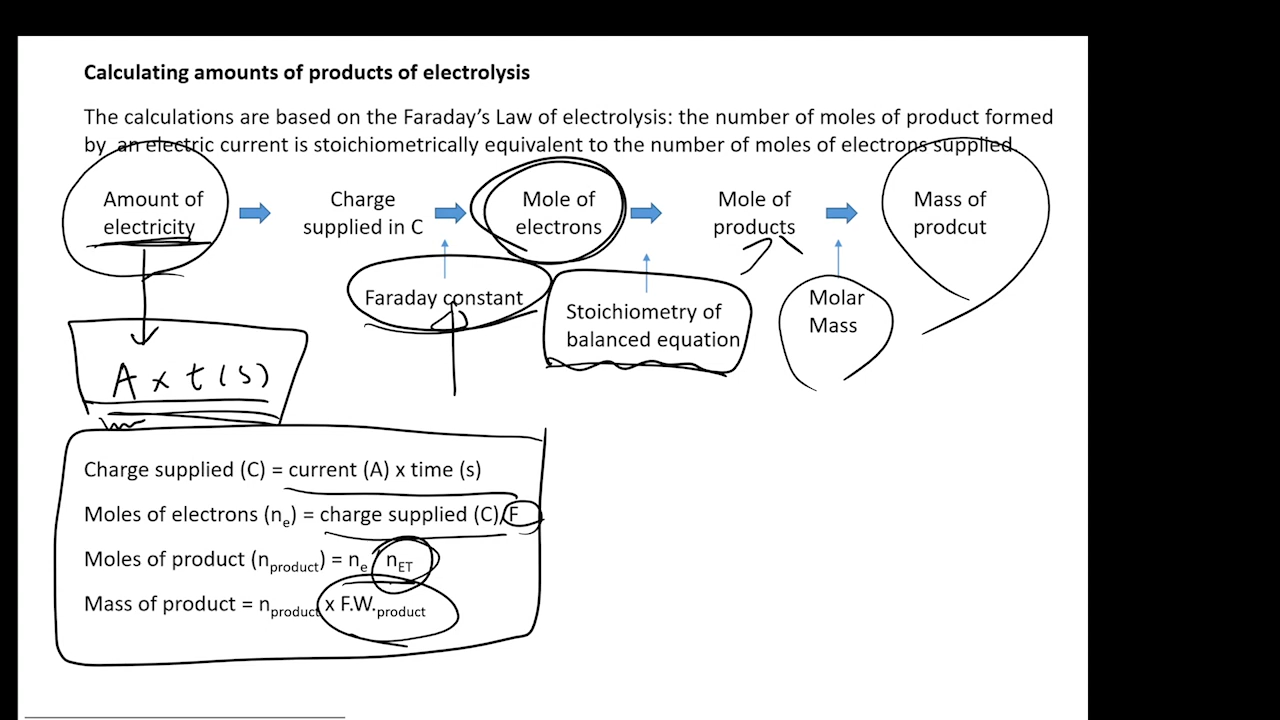 Calculating amounts of products of electrolysis
The calculations are based on the Faraday's Law of electrolysis: the number of moles of product formed
by an electric current is stoichiometrically equivalent to the number of moles of electrons supplied.
Amount of
electricity
Charge
supplied in C
Mole of
electrons
Mole of
products
Mass of
prodcut
Faraday constant
Stoichiometry of
balanced equation
Molar
Mass
A x t (s)
Charge supplied (C) = current (A) x time (s)
Moles of electrons (nₑ) = charge supplied (C)/F
Moles of product (n_product) = nₑ n_ET
Mass of product = n_product x F.W._product